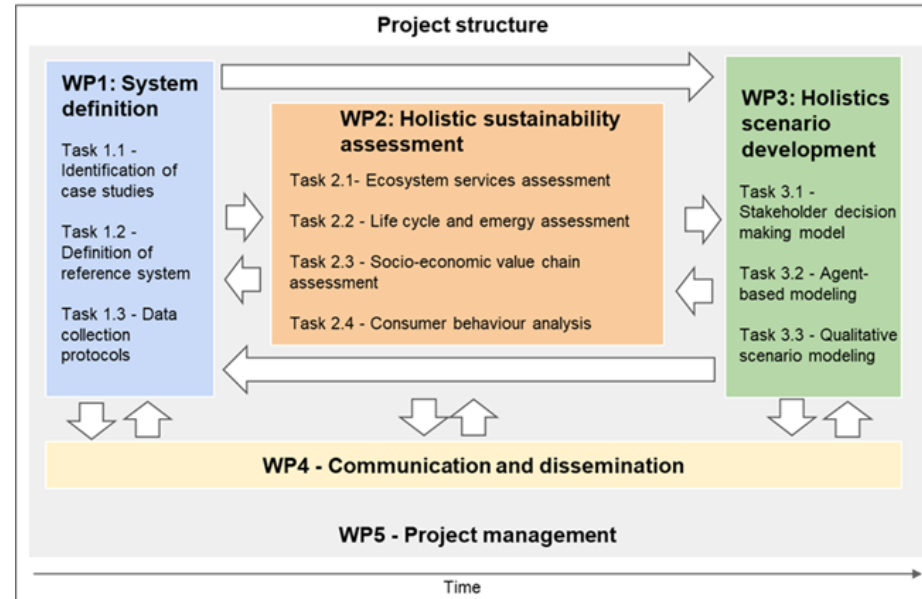 Project structure
WP1: System
definition
Task 1.1 -
Identification of
case studies
Task 1.2 -
Definition of
reference system
Task 1.3 - Data
collection
protocols
WP2: Holistic sustainability
assessment
Task 2.1- Ecosystem services assessment
Task 2.2 - Life cycle and emergy assessment
Task 2.3 - Socio-economic value chain
assessment
Task 2.4 - Consumer behaviour analysis
WP3: Holistics
scenario
development
Task 3.1 -
Stakeholder decision
making model
Task 3.2 - Agent-
based modeling
Task 3.3 - Qualitative
scenario modeling
WP4 - Communication and dissemination
WP5 - Project management
Time